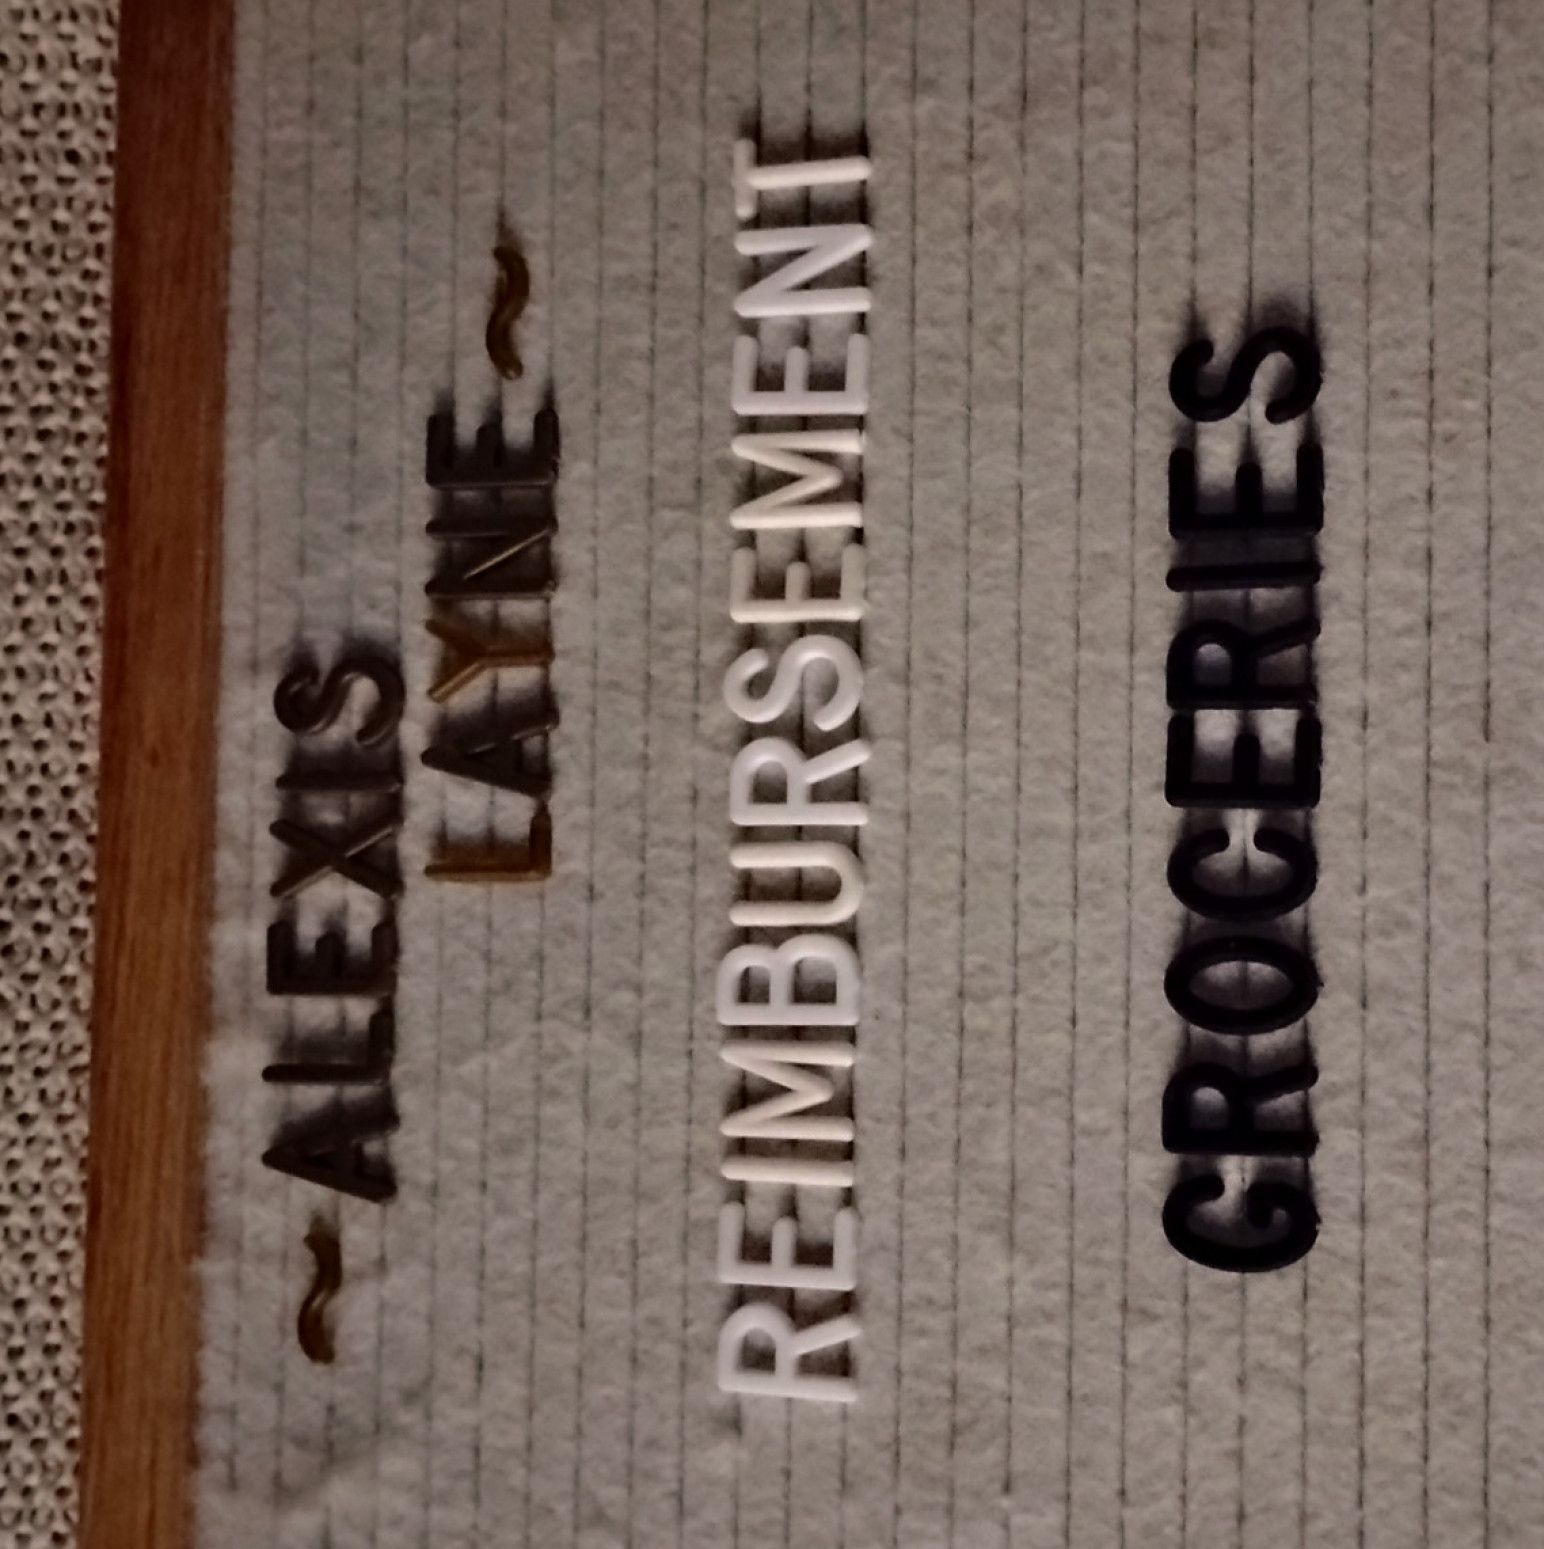 ~ALEXIS
LAYNE~
REIMBURSEMENT
GROCERIES